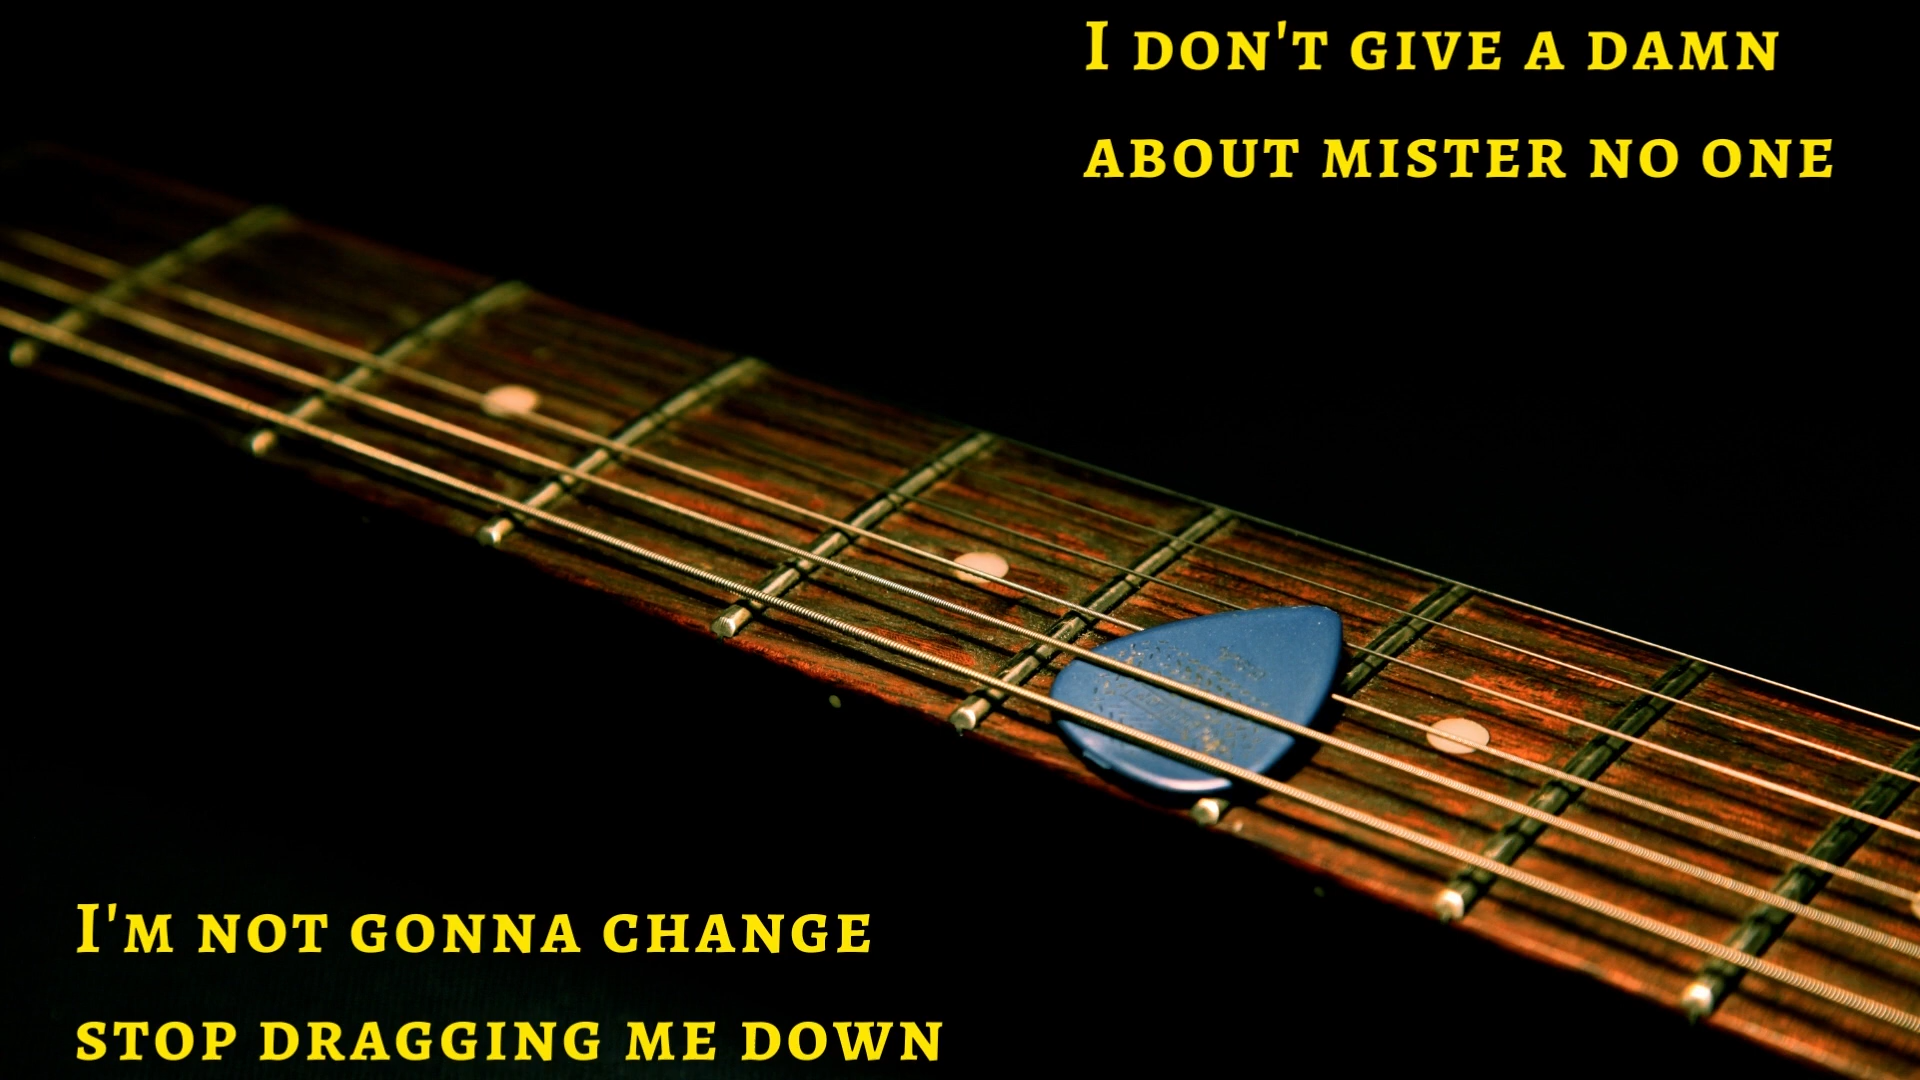 I don't give a damn
about mister no one
I'm not gonna change
stop dragging me down